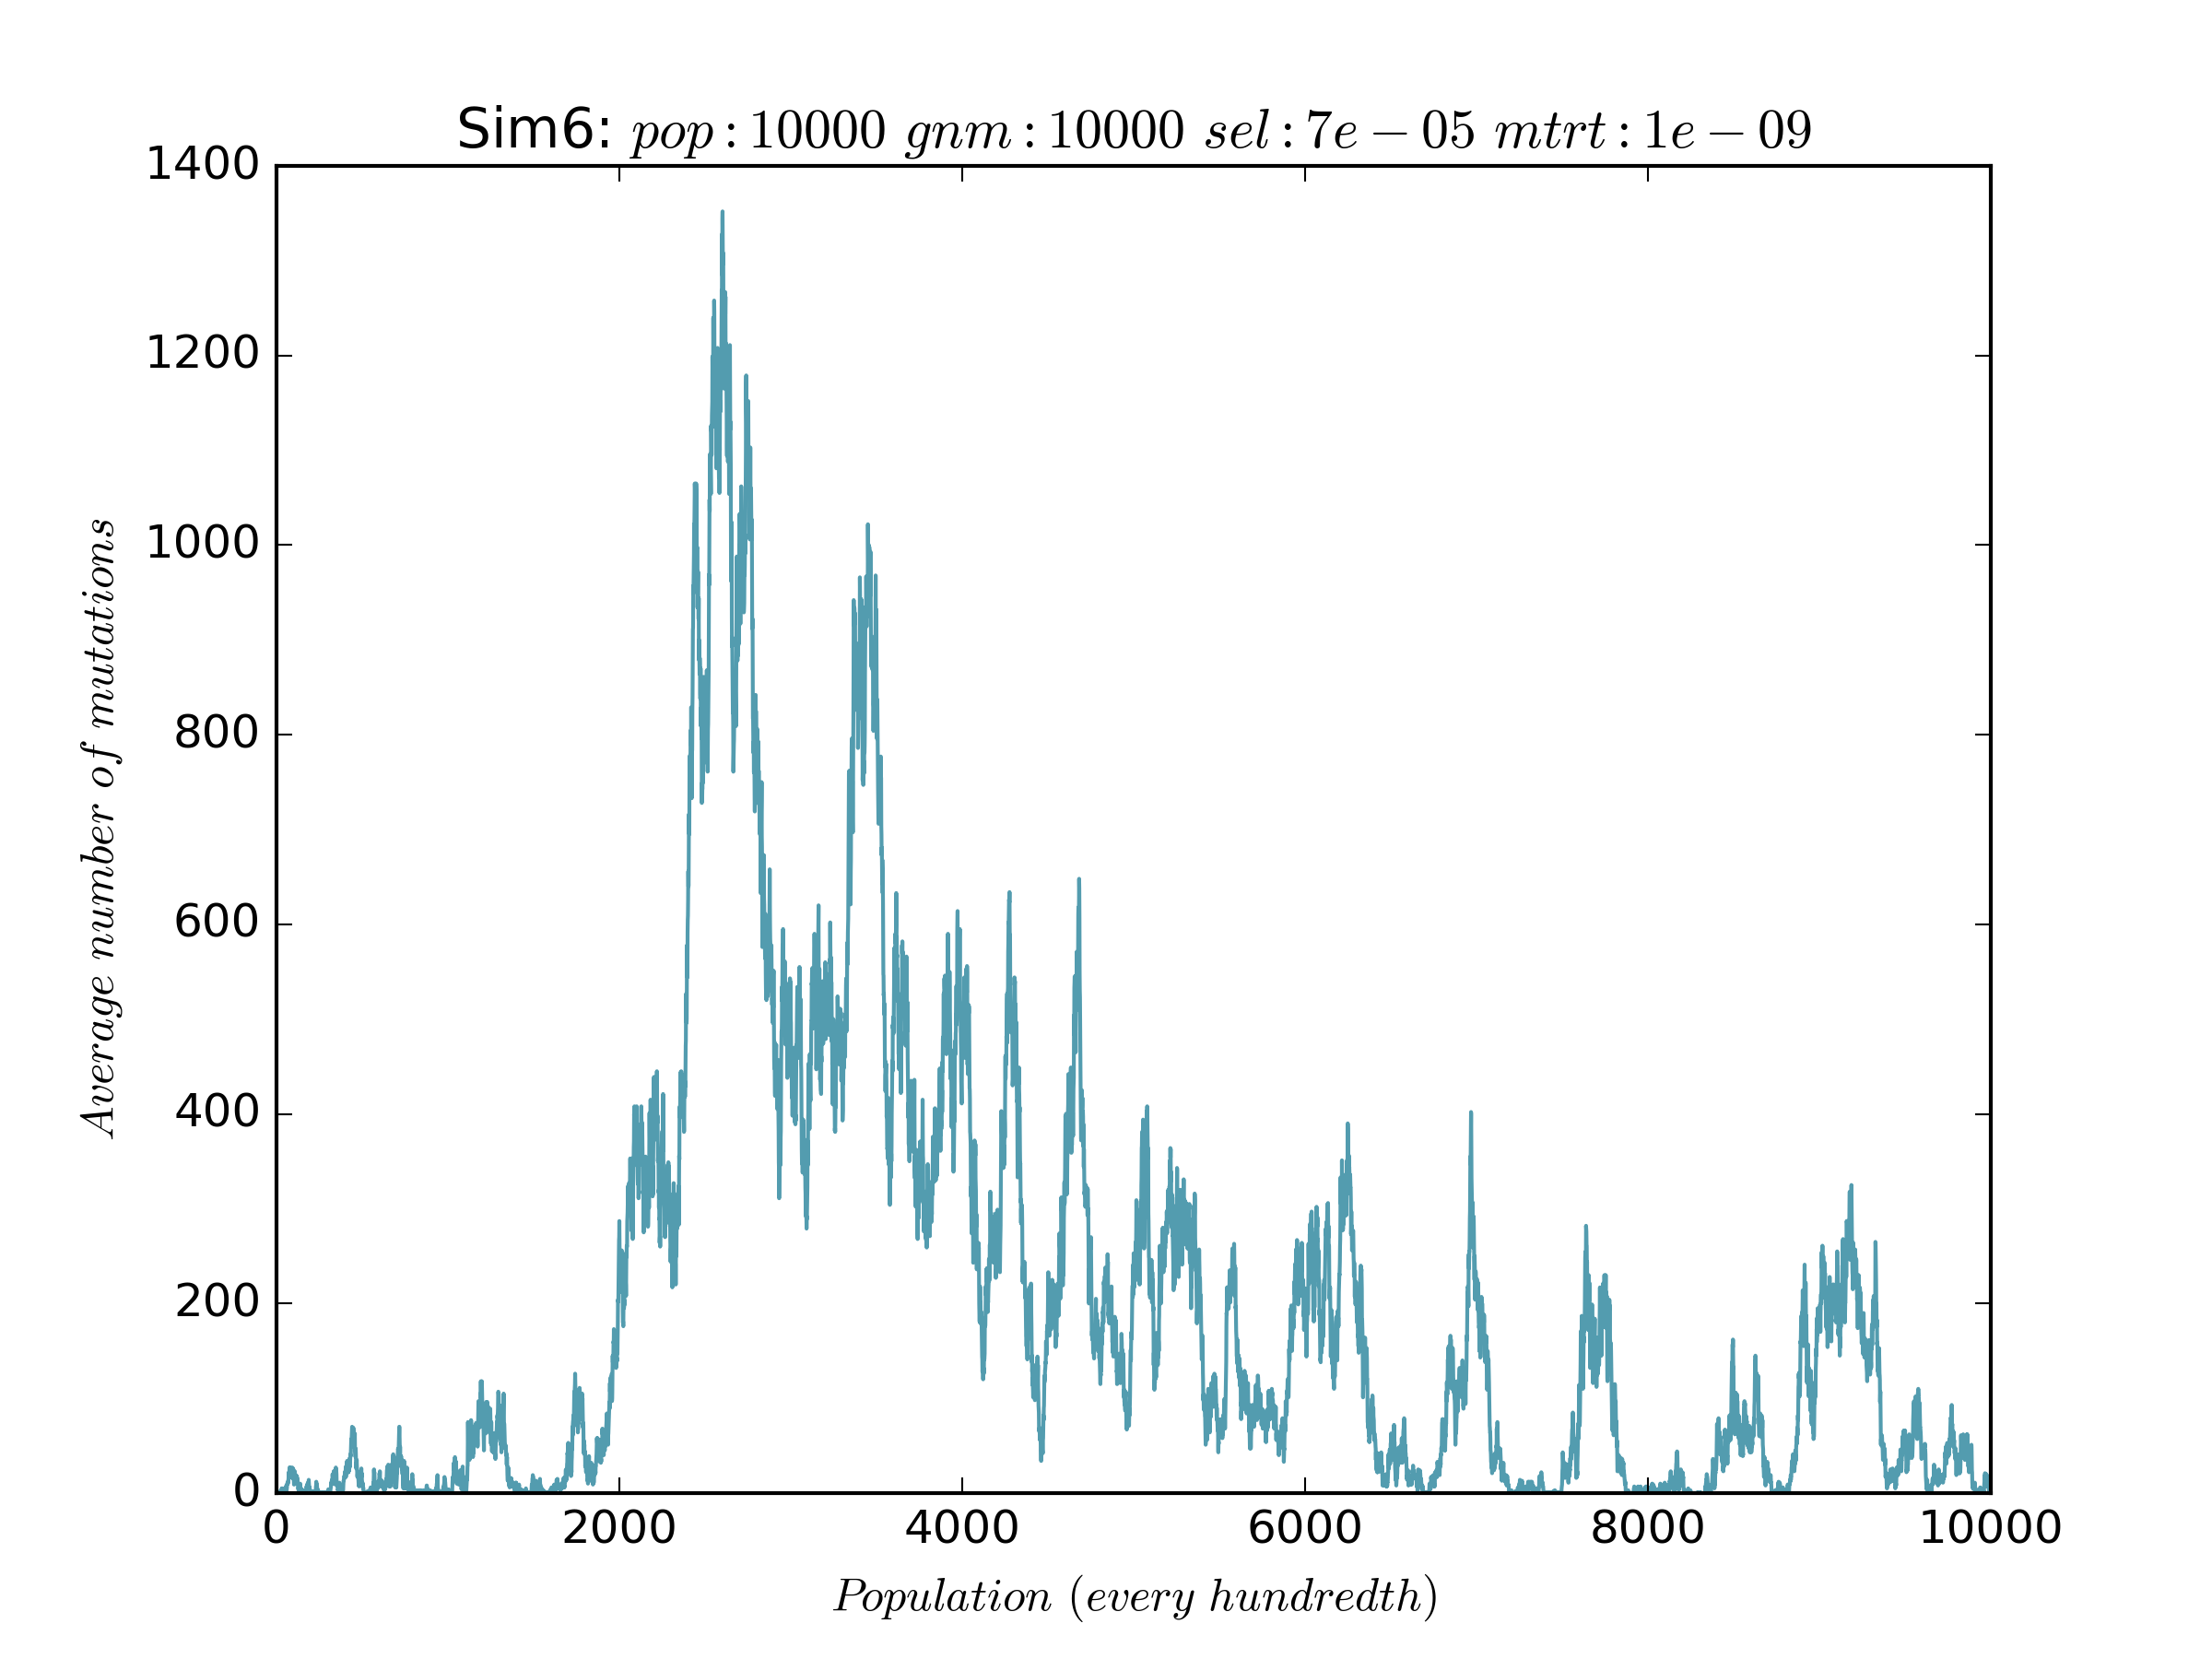 Sim6: pop : 10000 gnm : 10000 sel : 7e − 05 mtrt : 1e − 09
1400
1200
1000
800
600
400
200
0
Average number of mutations
0 2000 4000 6000 8000 10000
Population (every hundredth)